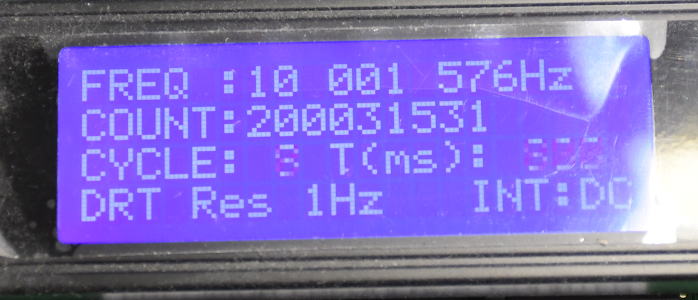 FREQ :10 001 576Hz
COUNT:200031531
CYCLE: T(ms):
DRT Res 1Hz INT:DC